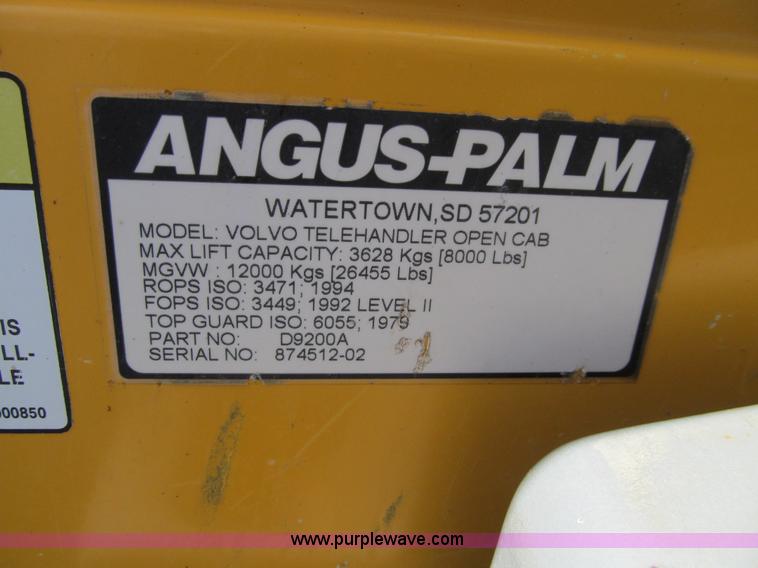 ANGUS-PALM
WATERTOWN,SD 57201
MODEL: VOLVO TELEHANDLER OPEN CAB
MAX LIFT CAPACITY: 3628 Kgs [8000 Lbs]
MGVW : 12000 Kgs [26455 Lbs]
ROPS ISO: 3471; 1994
FOPS ISO: 3449; 1992 LEVEL II
TOP GUARD ISO: 6055; 1979
PART NO: D9200A
SERIAL NO: 874512-02
IS
LL-
LE
000850
www.purplewave.com